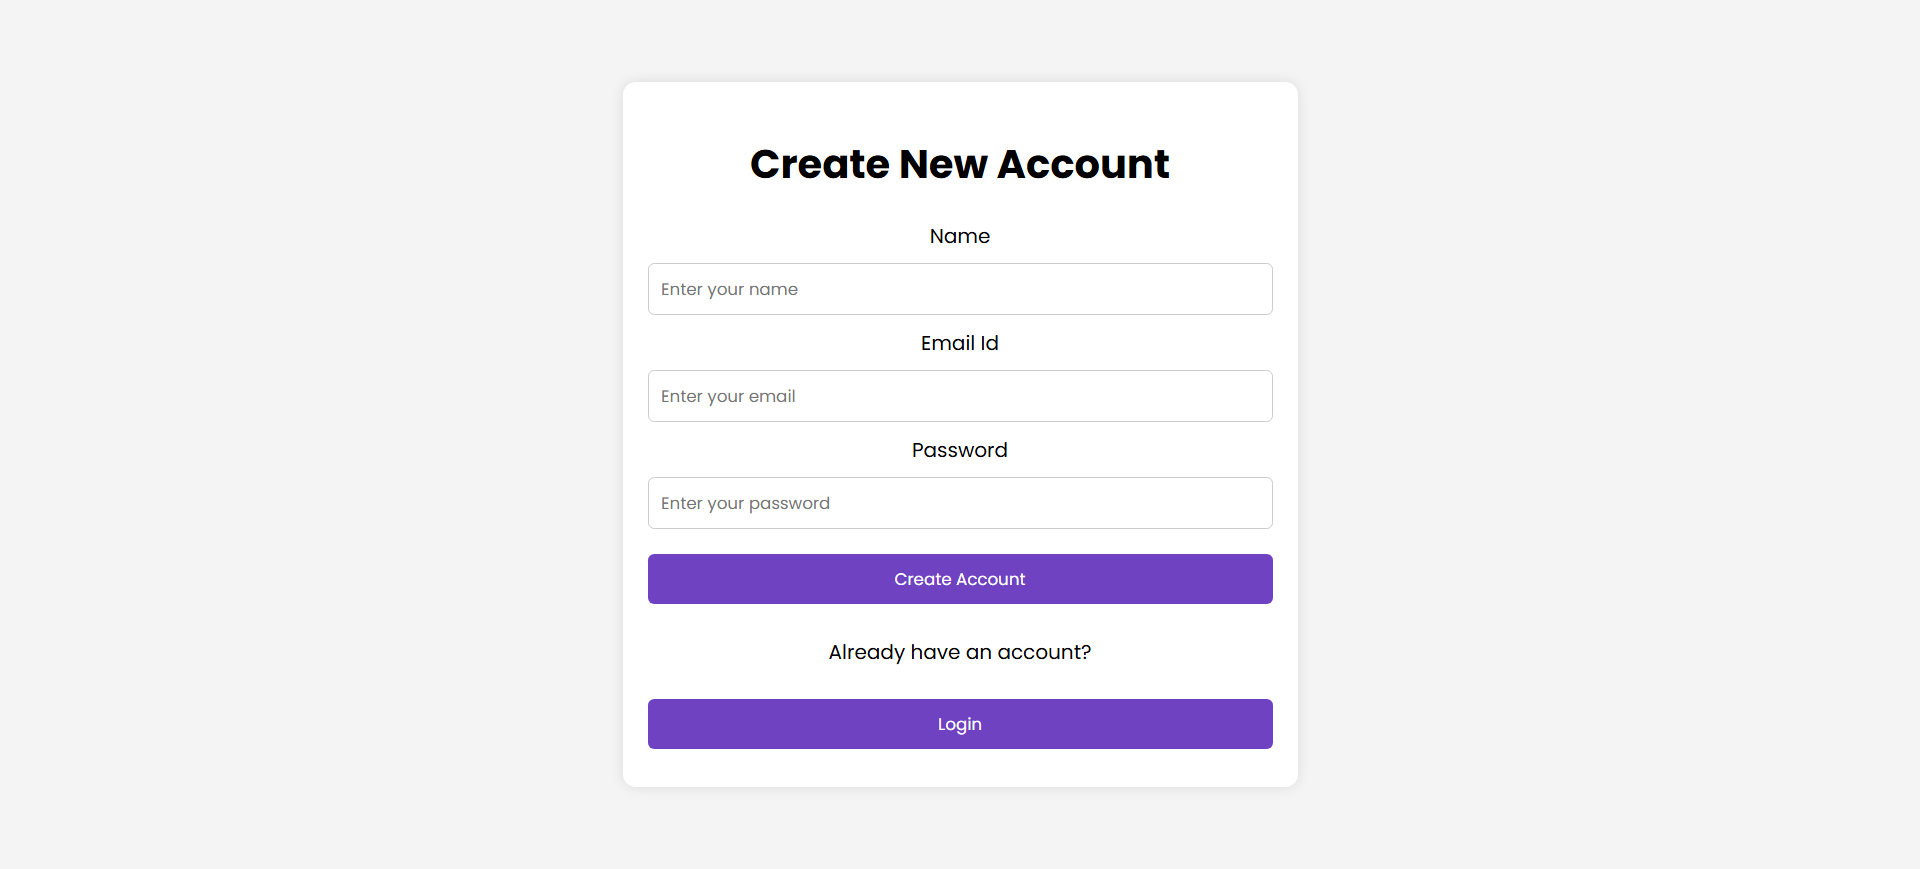 Create New Account
Name
Enter your name
Email Id
Enter your email
Password
Enter your password
Create Account
Already have an account?
Login